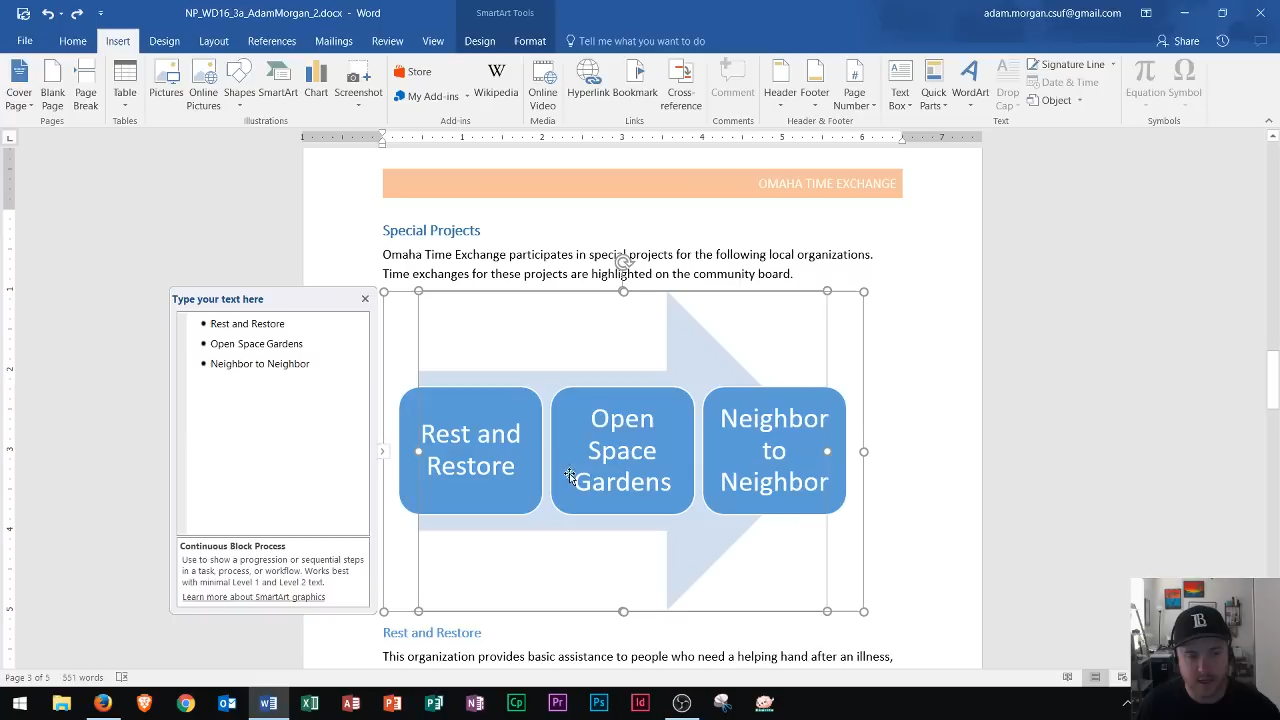 NP_WD16_3a_AdamMorgan_2.docx - Word
SmartArt Tools
adam.morgan.csuf@gmail.com
File
Home
Insert
Design
Layout
References
Mailings
Review
View
Design
Format
Tell me what you want to do
Share
Cover Page
Blank Page
Page Break
Table
Pictures
Online Pictures
Shapes
SmartArt
Chart
Screenshot
Store
My Add-ins
Wikipedia
Online Video
Hyperlink
Bookmark
Cross-reference
Comment
Header
Footer
Page Number
Text Box
Quick Parts
WordArt
Drop Cap
Signature Line
Date & Time
Object
Equation
Symbol
Pages
Tables
Illustrations
Add-ins
Media
Links
Comments
Header & Footer
Text
Symbols
1 1 2 3 4 5 6 7
OMAHA TIME EXCHANGE
Special Projects
Omaha Time Exchange participates in special projects for the following local organizations.
Time exchanges for these projects are highlighted on the community board.
Type your text here
Rest and Restore
Open Space Gardens
Neighbor to Neighbor
Continuous Block Process
Use to show a progression or sequential steps
in a task, process, or workflow. Works best
with minimal Level 1 and Level 2 text.
Learn more about SmartArt graphics
Rest and
Restore
Open
Space
Gardens
Neighbor
to
Neighbor
Rest and Restore
This organization provides basic assistance to people who need a helping hand after an illness,
Page 3 of 5
551 words